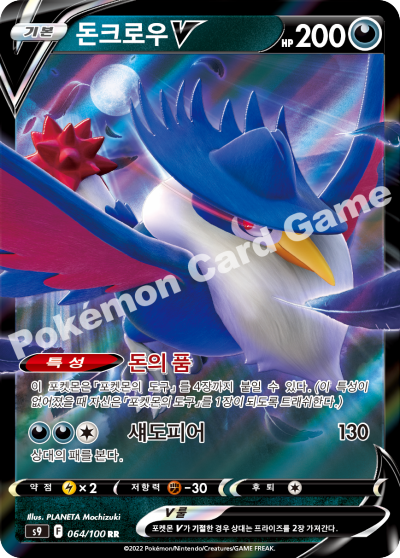 기본 돈크로우V HP 200
Pokémon Card Game
특성 돈의 품
이 포켓몬은 『포켓몬의 도구』를 4장까지 붙일 수 있다. (이 특성이
없어졌을 때 자신은 『포켓몬의 도구』를 1장이 되도록 트래쉬한다.)
섀도피어 130
상대의 패를 본다.
약점 ×2 저항력 -30 후퇴
Illus. PLANETA Mochizuki
V룰
s9 F 064/100 RR
포켓몬V가 기절한 경우 상대는 프라이즈를 2장 가져간다.
©2022 Pokémon/Nintendo/Creatures/GAME FREAK.